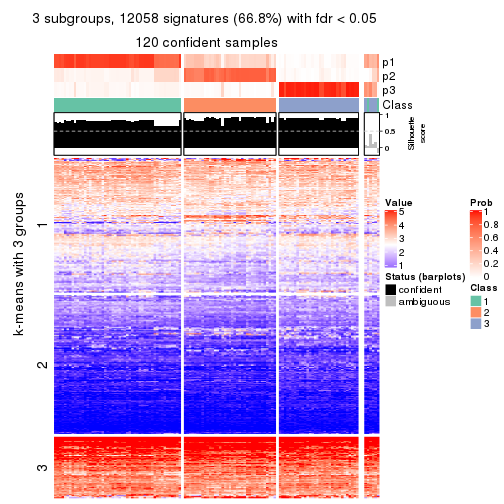 3 subgroups, 12058 signatures (66.8%) with fdr < 0.05
120 confident samples
p1
p2
p3
Class
1
0.5
0
Silhouette
score
k-means with 3 groups
1
2
3
Value
5
4
3
2
1
Status (barplots)
confident
ambiguous
Prob
1
0.8
0.6
0.4
0.2
0
Class
1
2
3